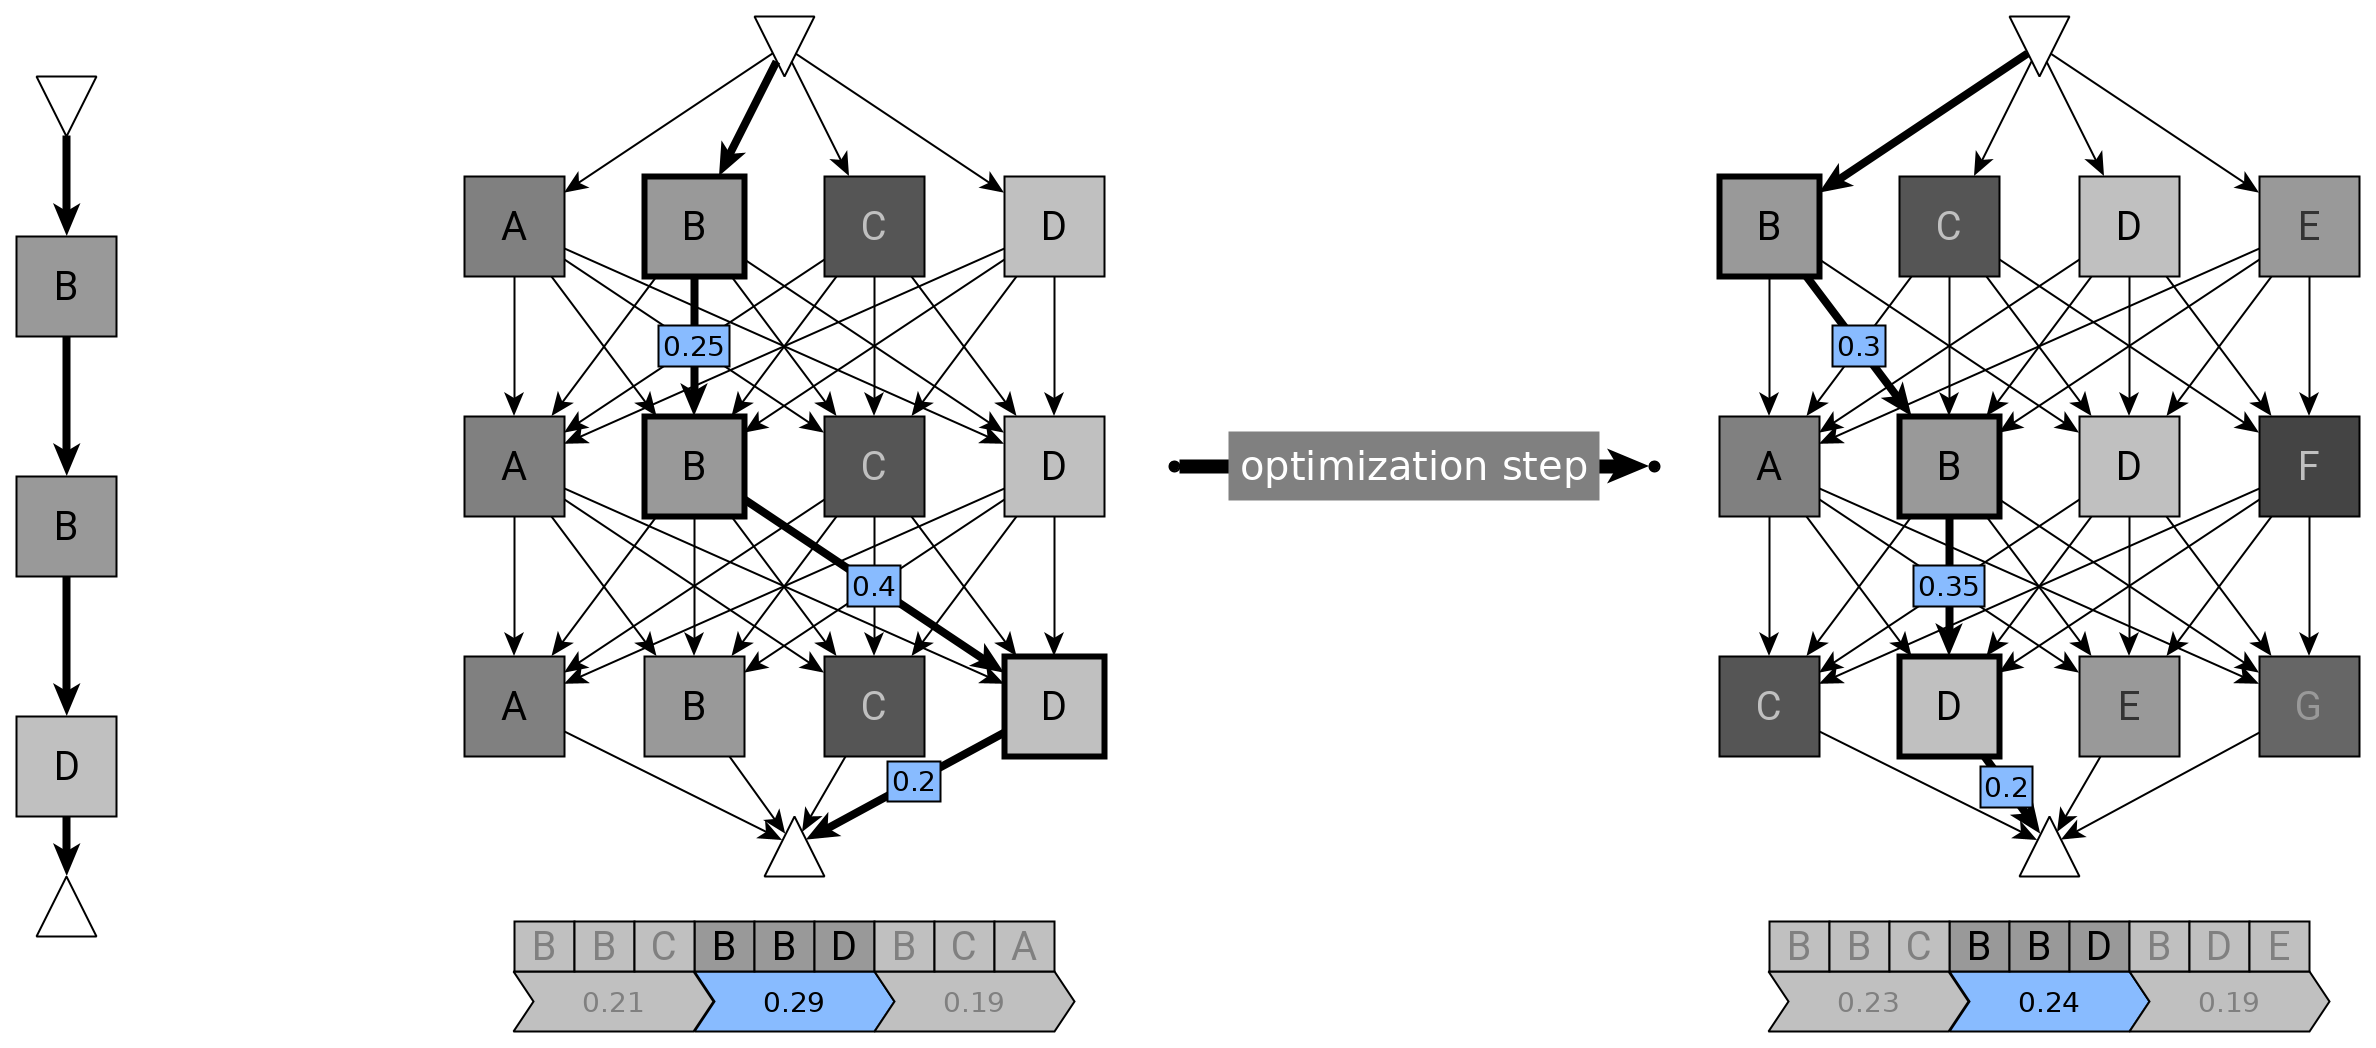 B
B
D
A B C D
0.25
A B C D
0.4
A B C D
0.2
B B C B B D B C A
0.21 0.29 0.19
optimization step
B C D E
0.3
A B D F
0.35
C D E G
0.2
B B C B B D B D E
0.23 0.24 0.19